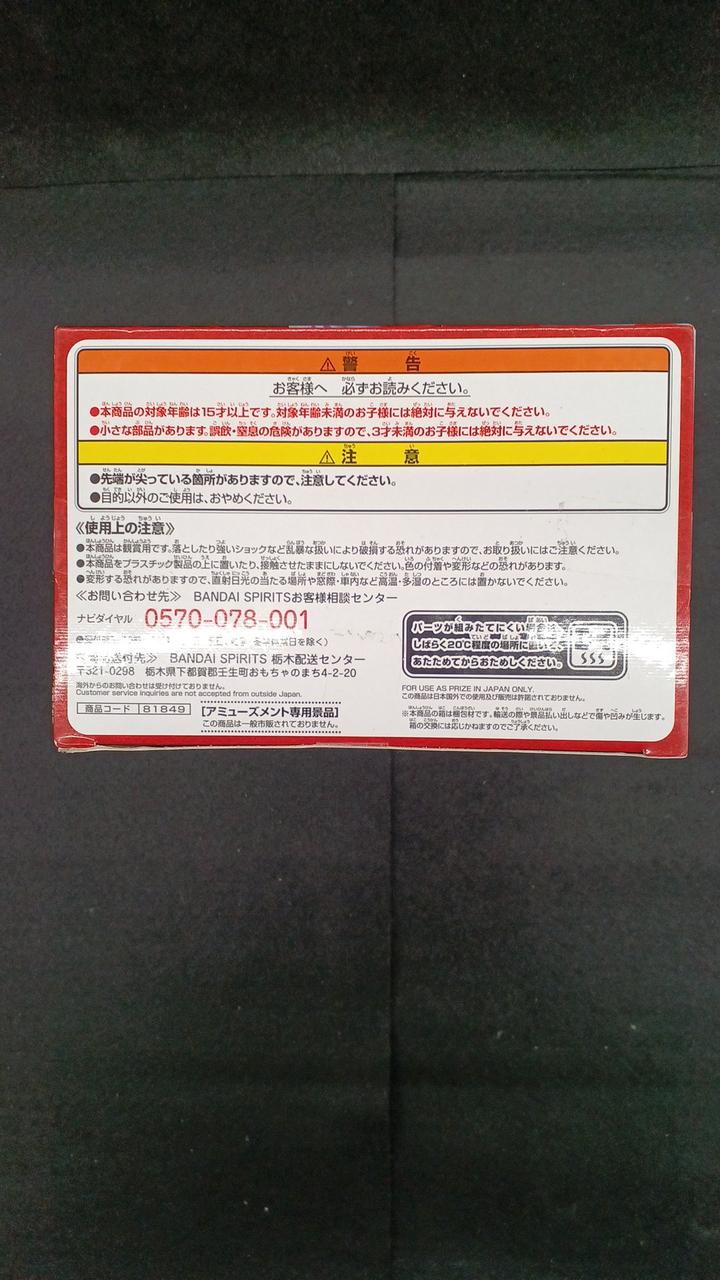 ⚠警告
お客様へ 必ずお読みください。
●本商品の対象年齢は15才以上です。対象年齢未満のお子様には絶対に与えないでください。
●小さな部品があります。誤飲・窒息の危険がありますので、3才未満のお子様には絶対に与えないでください。
⚠注意
●先端が尖っている箇所がありますので、注意してください。
●目的以外のご使用は、おやめください。
《使用上の注意》
●本商品は観賞用です。落としたり強いショックなど乱暴な扱いにより破損する恐れがありますので、お取り扱いにはご注意ください。
●本商品をプラスチック製品の上に置いたり、接触させたままにしないでください。色の付着や変形などの恐れがあります。
●変形する恐れがありますので、直射日光の当たる場所や窓際・車内など高温・多湿のところには置かないでください。
≪お問い合わせ先≫ BANDAI SPIRITSお客様相談センター
ナビダイヤル 0570-078-001
業日を除く)
送付先≫ BANDAI SPIRITS 栃木配送センター
〒321-0298 栃木県下都賀郡壬生町おもちゃのまち4-2-20
海外からのお問い合わせは受け付けておりません。
Customer service inquiries are not accepted from outside Japan.
商品コード 81849
[アミューズメント専用景品]
この商品は一般市販されておりません。
パーツが組みたてにくい場合は、
しばらく20℃程度の場所に置いて、
あたためてからおためしください。
FOR USE AS PRIZE IN JAPAN ONLY.
この商品は日本国外での使用及び販売は許諾されておりません。
※本商品の箱は梱包材です。輸送の際や景品払い出しなどで傷や凹みが生じます。
箱の交換には応じかねますのでご了承ください。